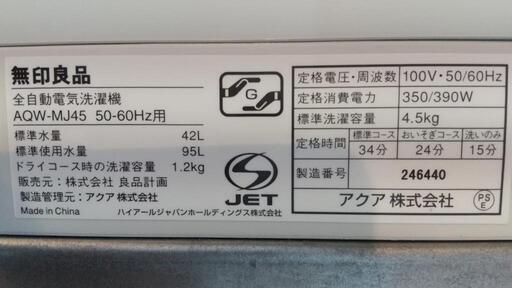 無印良品
全自動電気洗濯機
AQW-MJ45 50-60Hz用
標準水量 42L
標準使用水量 95L
ドライコース時の洗濯容量 1.2kg
販売元：株式会社 良品計画
製造管理元：アクア 株式会社
Made in China
ハイアールジャパンホールディングス株式会社
G
S
JET
定格電圧・周波数 100V・50/60Hz
定格消費電力 350/390W
標準洗濯容量 4.5kg
定格時間 標準コース おいそぎコース 洗いのみ
34分 24分 15分
製造番号 246440
アクア 株式会社
PS
E